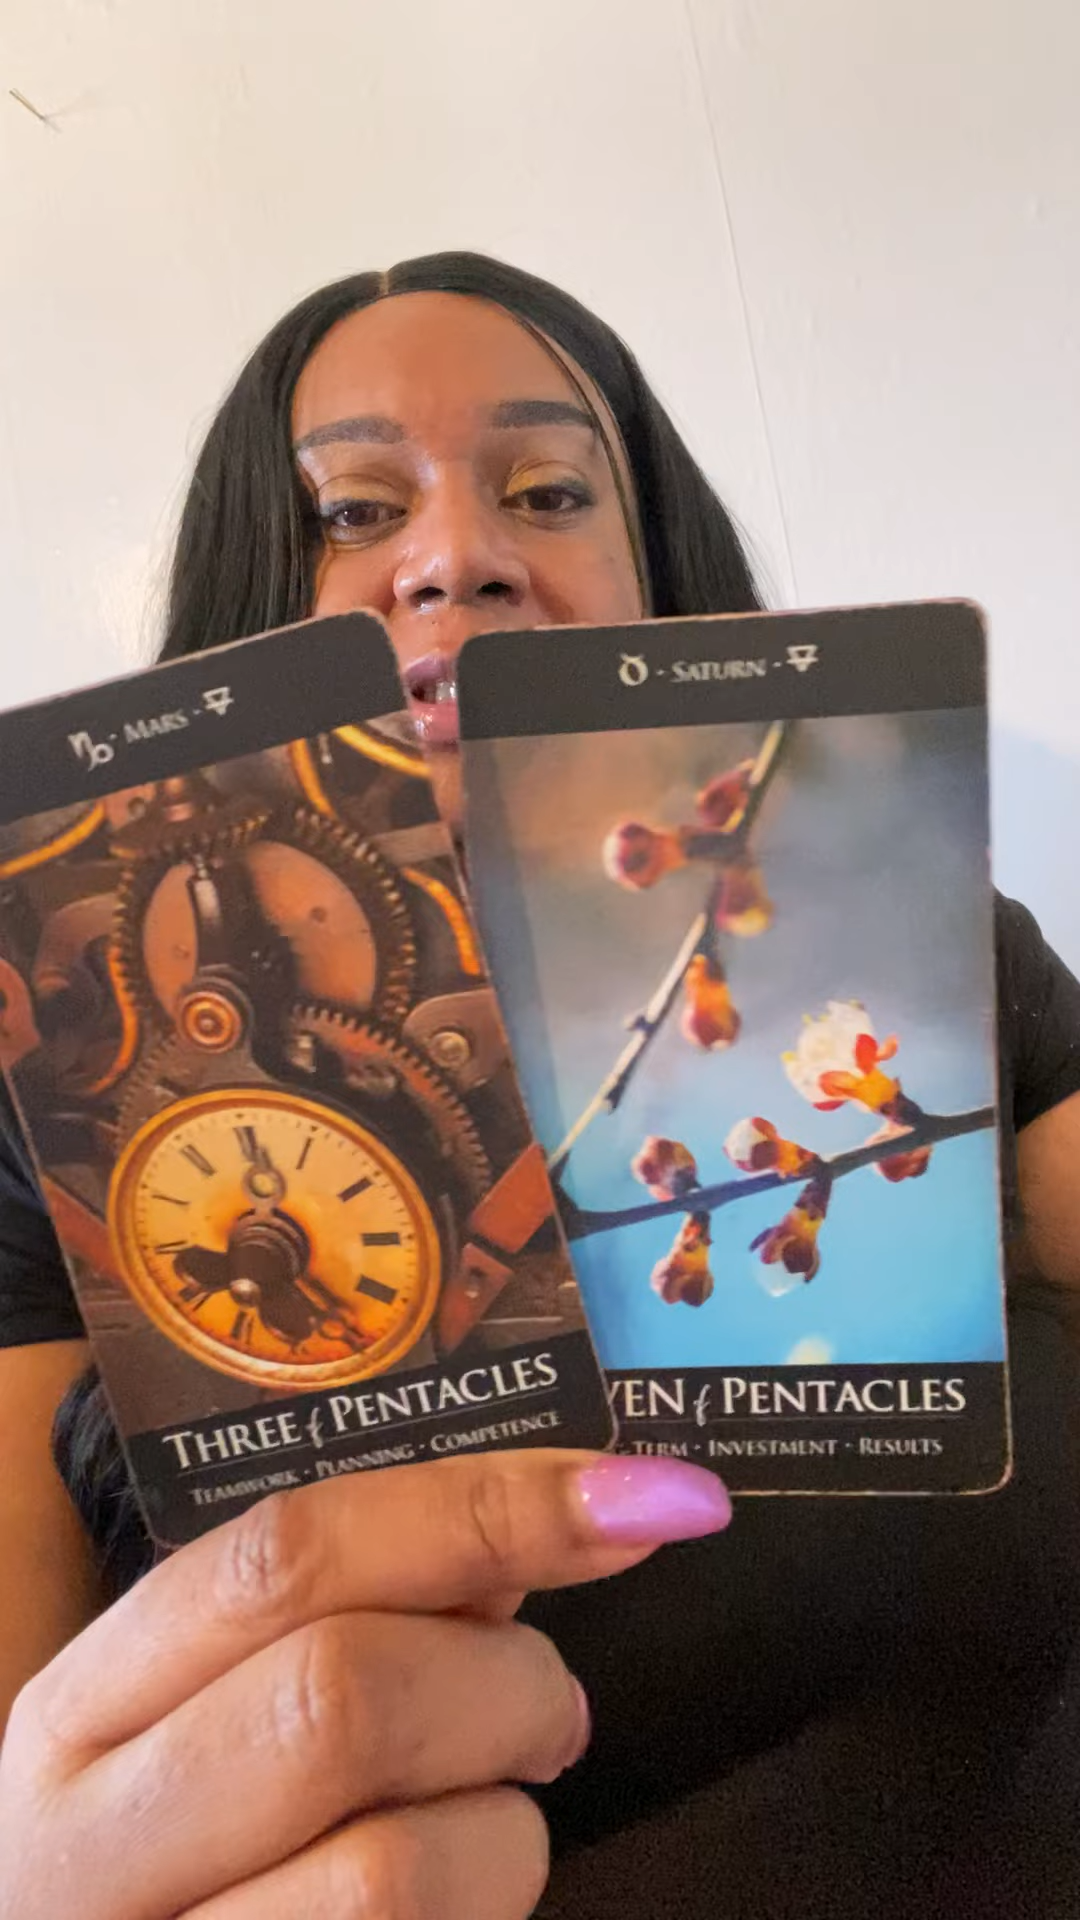 ♑ · MARS · 🜃
THREE of PENTACLES
TEAMWORK · PLANNING · COMPETENCE
♉ · SATURN · 🜃
VEN of PENTACLES
TERM · INVESTMENT · RESULTS